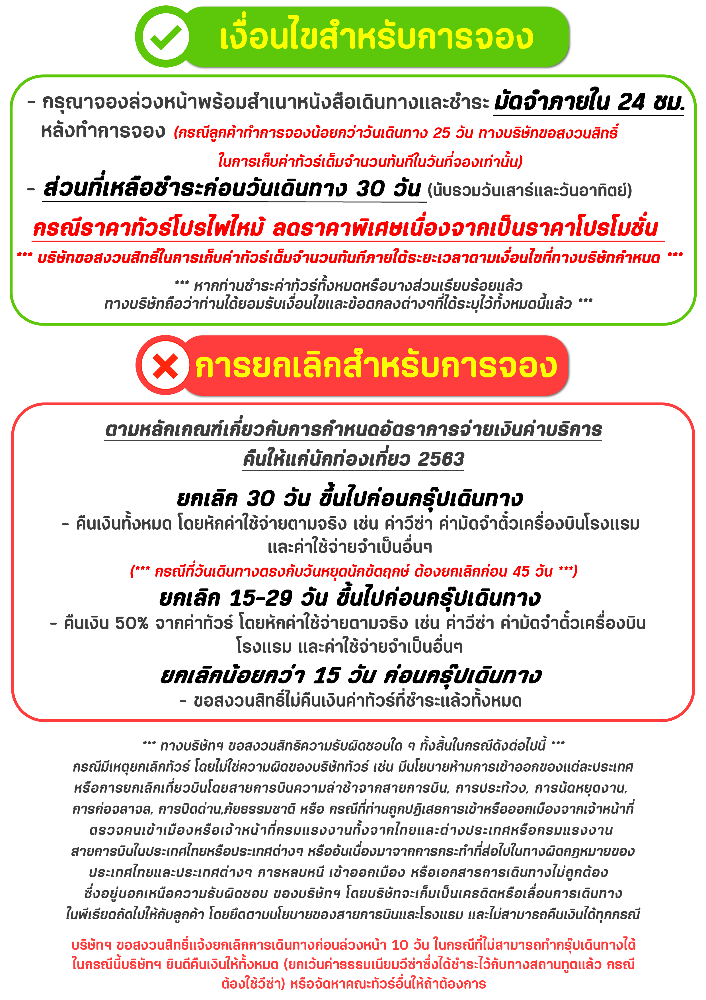 เงื่อนไขสำหรับการจอง
- กรุณาจองล่วงหน้าพร้อมสำเนาหนังสือเดินทางและชำระ มัดจำภายใน 24 ชม.
หลังทำการจอง (กรณีลูกค้าทำการจองน้อยกว่าวันเดินทาง 25 วัน ทางบริษัทขอสงวนสิทธิ์
ในการเก็บค่าทัวร์เต็มจำนวนทันทีในวันที่จองเท่านั้น)
- ส่วนที่เหลือชำระก่อนวันเดินทาง 30 วัน (นับรวมวันเสาร์และวันอาทิตย์)
กรณีราคาทัวร์โปรไฟไหม้ ลดราคาพิเศษเนื่องจากเป็นราคาโปรโมชั่น
*** บริษัทขอสงวนสิทธิ์ในการเก็บค่าทัวร์เต็มจำนวนทันทีภายใต้ระยะเวลาตามเงื่อนไขที่ทางบริษัทกำหนด ***
*** หากท่านชำระค่าทัวร์ทั้งหมดหรือบางส่วนเรียบร้อยแล้ว
ทางบริษัทถือว่าท่านได้ยอมรับเงื่อนไขและข้อตกลงต่างๆที่ได้ระบุไว้ทั้งหมดนี้แล้ว ***
การยกเลิกสำหรับการจอง
ตามหลักเกณฑ์เกี่ยวกับการกำหนดอัตราการจ่ายเงินค่าบริการ
คืนให้แก่นักท่องเที่ยว 2563
ยกเลิก 30 วัน ขึ้นไปก่อนกรุ๊ปเดินทาง
- คืนเงินทั้งหมด โดยหักค่าใช้จ่ายตามจริง เช่น ค่าวีซ่า ค่ามัดจำตั๋วเครื่องบินโรงแรม
และค่าใช้จ่ายจำเป็นอื่นๆ
(*** กรณีที่วันเดินทางตรงกับวันหยุดนักขัตฤกษ์ ต้องยกเลิกก่อน 45 วัน ***)
ยกเลิก 15-29 วัน ขึ้นไปก่อนกรุ๊ปเดินทาง
- คืนเงิน 50% จากค่าทัวร์ โดยหักค่าใช้จ่ายตามจริง เช่น ค่าวีซ่า ค่ามัดจำตั๋วเครื่องบิน
โรงแรม และค่าใช้จ่ายจำเป็นอื่นๆ
ยกเลิกน้อยกว่า 15 วัน ก่อนกรุ๊ปเดินทาง
- ขอสงวนสิทธิ์ไม่คืนเงินค่าทัวร์ที่ชำระแล้วทั้งหมด
*** ทางบริษัทฯ ขอสงวนสิทธิความรับผิดชอบใด ๆ ทั้งสิ้นในกรณีดังต่อไปนี้ ***
กรณีมีเหตุยกเลิกทัวร์ โดยไม่ใช่ความผิดของบริษัททัวร์ เช่น มีนโยบายห้ามการเข้าออกของแต่ละประเทศ
หรือการยกเลิกเที่ยวบินโดยสายการบินความล่าช้าจากสายการบิน, การประท้วง, การนัดหยุดงาน,
การก่อจลาจล, การปิดด่าน,ภัยธรรมชาติ หรือ กรณีที่ท่านถูกปฏิเสธการเข้าหรือออกเมืองจากเจ้าหน้าที่
ตรวจคนเข้าเมืองหรือเจ้าหน้าที่กรมแรงงานทั้งจากไทยและต่างประเทศหรือกรมแรงงาน
สายการบินในประเทศไทยหรือประเทศต่างๆ หรืออันเนื่องมาจากการกระทำที่ส่อไปในทางผิดกฎหมายของ
ประเทศไทยและประเทศต่างๆ การหลบหนี เข้าออกเมือง หรือเอกสารการเดินทางไม่ถูกต้อง
ซึ่งอยู่นอกเหนือความรับผิดชอบ ของบริษัทฯ โดยบริษัทจะเก็บเป็นเครดิตหรือเลื่อนการเดินทาง
ในพีเรียดถัดไปให้กับลูกค้า โดยยึดตามนโยบายของสายการบินและโรงแรม และไม่สามารถคืนเงินได้ทุกกรณี
บริษัทฯ ขอสงวนสิทธิ์แจ้งยกเลิกการเดินทางก่อนล่วงหน้า 10 วัน ในกรณีที่ไม่สามารถทำกรุ๊ปเดินทางได้
ในกรณีนี้บริษัทฯ ยินดีคืนเงินให้ทั้งหมด (ยกเว้นค่าธรรมเนียมวีซ่าซึ่งได้ชำระไว้กับทางสถานทูตแล้ว กรณี
ต้องใช้วีซ่า) หรือจัดหาคณะทัวร์อื่นให้ถ้าต้องการ